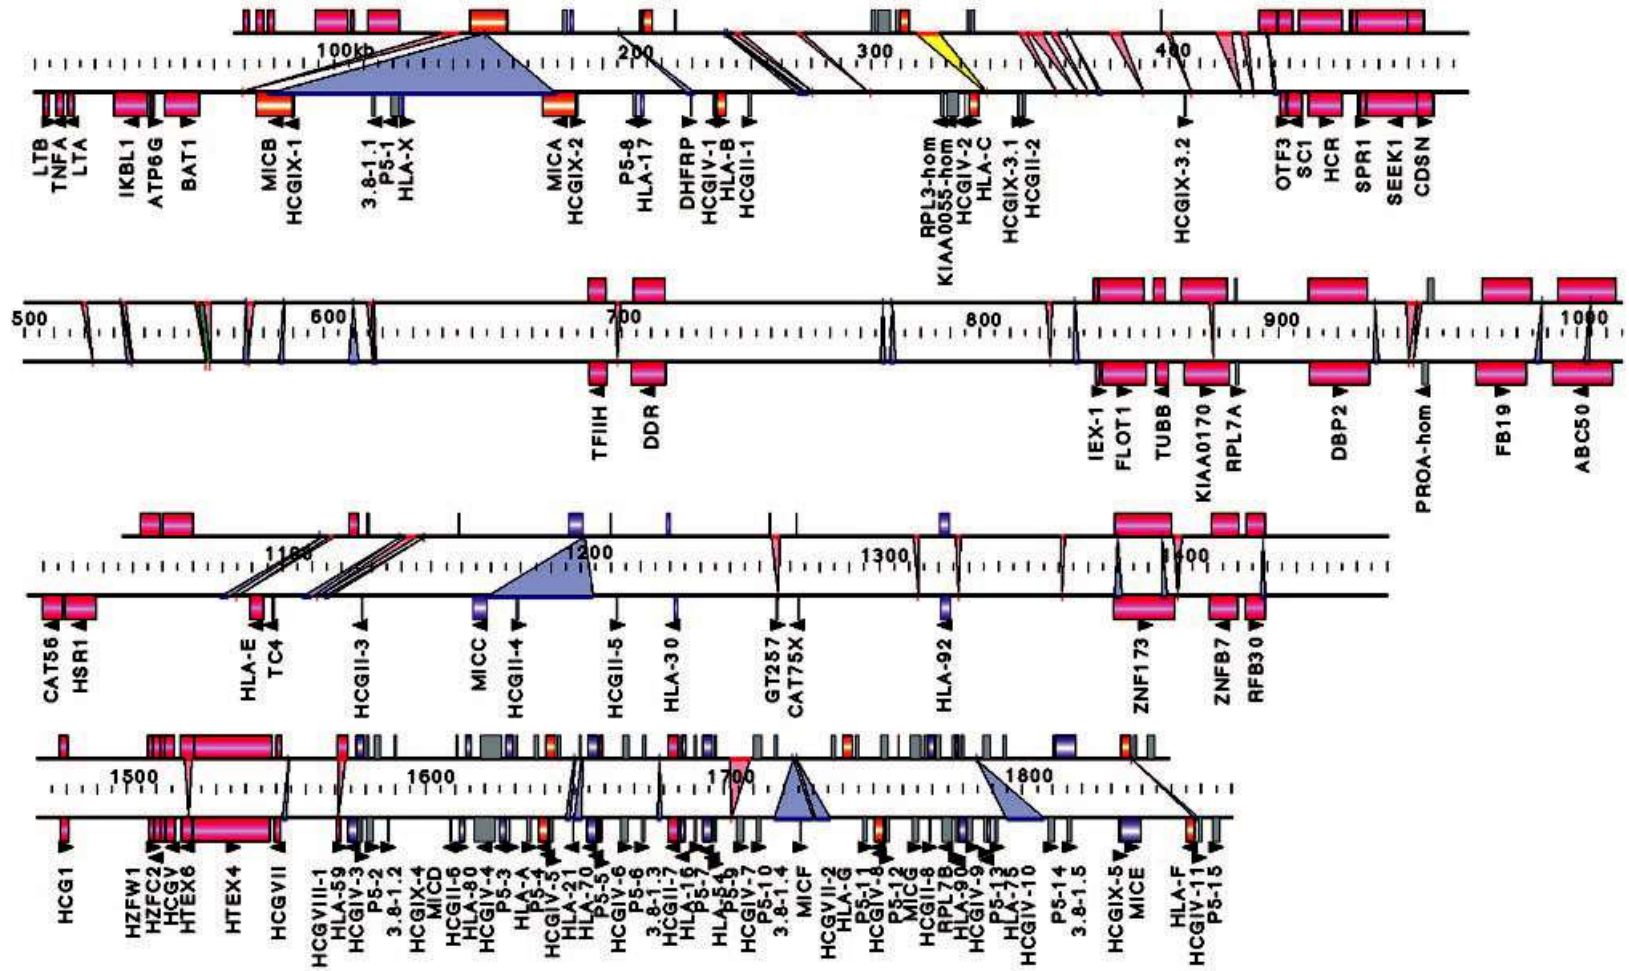 100kb 200 300 400
LTB TNFA LTA IKBL1 ATP6G BAT1 MICB HCGIX-1 3.8-1.1 P5-1 HLA-X MICA HCGIX-2 P5-8 HLA-17 DHFRP HCGIV-1 HLA-B HCGII-1 RPL3-hom KIAA0055-hom HCGIV-2 HLA-C HCGIX-3.1 HCGII-2 HCGIX-3.2 OTF3 SC1 HCR SPR1 SEEK1 CDSN
500 600 700 800 900 1000
TFIIH DDR IEX-1 FLOT1 TUBB KIAA0170 RPL7A DBP2 PROA-hom FB19 ABC50
1200 1300 1400
CAT56 HSR1 HLA-E TC4 HCGII-3 MICC HCGII-4 HCGII-5 HLA-30 GT257 CAT75X HLA-92 ZNF173 ZNFB7 RFB30
1500 1600 1700 1800
HCG1 HZFW1 HZFC2 HCGV HTEX6 HTEX4 HCGVII HCGVIII-1 HLA-59 HCGIV-3 P5-2 3.8-1.2 HCGIX-4 MICD HCGII-6 HLA-80 HCGIV-4 P5-3 HLA-A P5-4 HCGIV-5 HLA-21 HLA-70 P5-5 HCGIV-6 P5-6 3.8-1.3 HCGII-7 HLA-16 P5-7 HLA-54 P5-9 HCGIV-7 P5-10 3.8-1.4 MICF HCGVII-2 HLA-G P5-11 HCGIV-8 P5-12 MICG HCGII-8 RPL7B HLA-90 HCGIV-9 P5-13 HLA-75 HCGIV-10 P5-14 3.8-1.5 HCGIX-5 MICE HLA-F HCGIV-11 P5-15